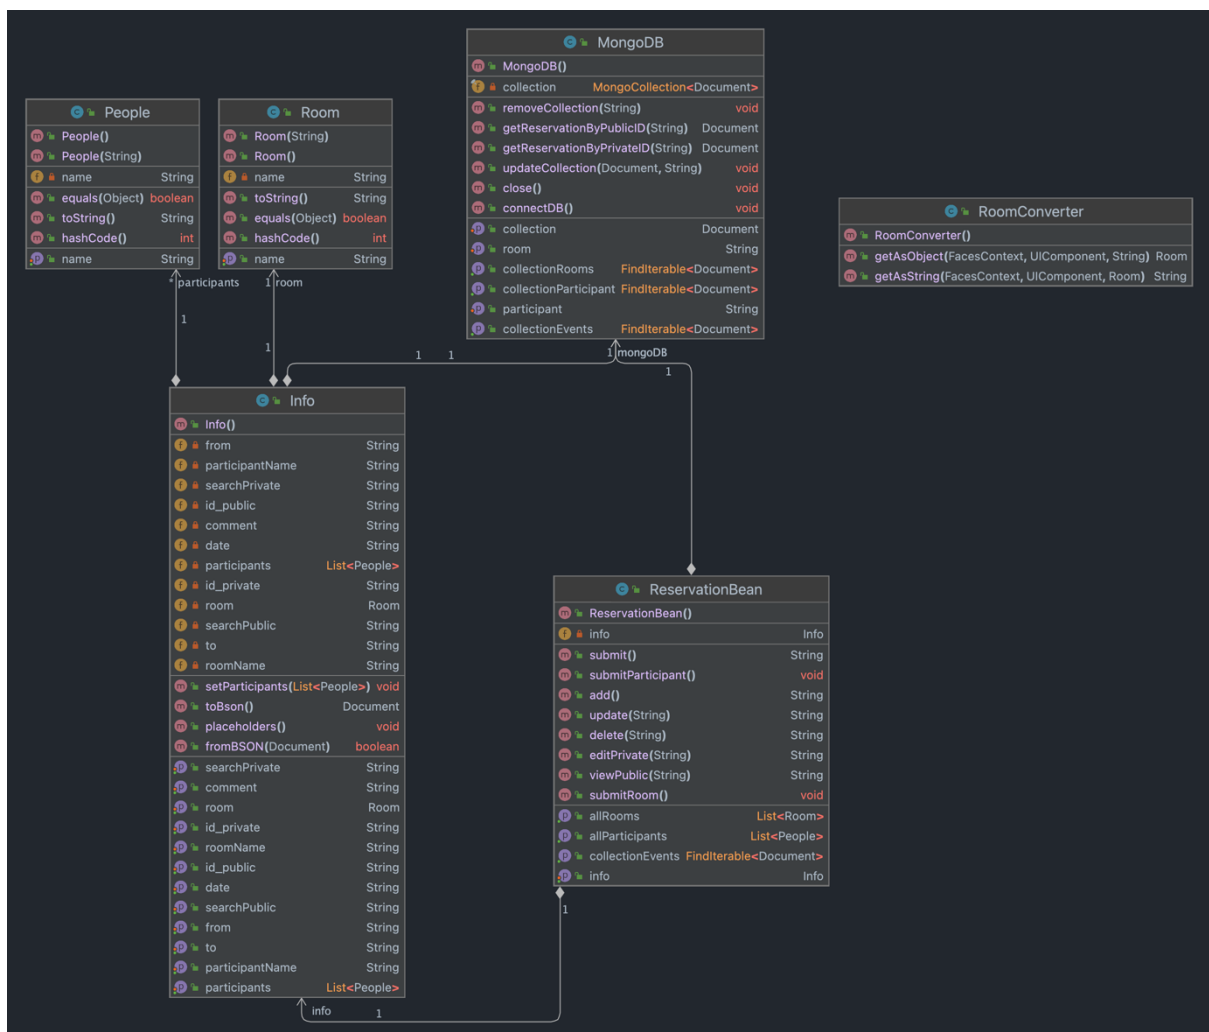 MongoDB
MongoDB()
collection MongoCollection<Document>
removeCollection(String) void
getReservationByPublicID(String) Document
getReservationByPrivateID(String) Document
updateCollection(Document, String) void
close() void
connectDB() void
collection Document
room String
collectionRooms FindIterable<Document>
collectionParticipant FindIterable<Document>
participant String
collectionEvents FindIterable<Document>
People
People()
People(String)
name String
equals(Object) boolean
toString() String
hashCode() int
name String
Room
Room(String)
Room()
name String
toString() String
equals(Object) boolean
hashCode() int
name String
RoomConverter
RoomConverter()
getAsObject(FacesContext, UIComponent, String) Room
getAsString(FacesContext, UIComponent, Room) String
* participants
1
1 room
1
1 1
1 mongoDB
1
Info
Info()
from String
participantName String
searchPrivate String
id_public String
comment String
date String
participants List<People>
id_private String
room Room
searchPublic String
to String
roomName String
setParticipants(List<People>) void
toBson() Document
placeholders() void
fromBSON(Document) boolean
searchPrivate String
comment String
room Room
id_private String
roomName String
id_public String
date String
searchPublic String
from String
to String
participantName String
participants List<People>
ReservationBean
ReservationBean()
info Info
submit() String
submitParticipant() void
add() String
update(String) String
delete(String) String
editPrivate(String) String
viewPublic(String) String
submitRoom() void
allRooms List<Room>
allParticipants List<People>
collectionEvents FindIterable<Document>
info Info
1
info 1